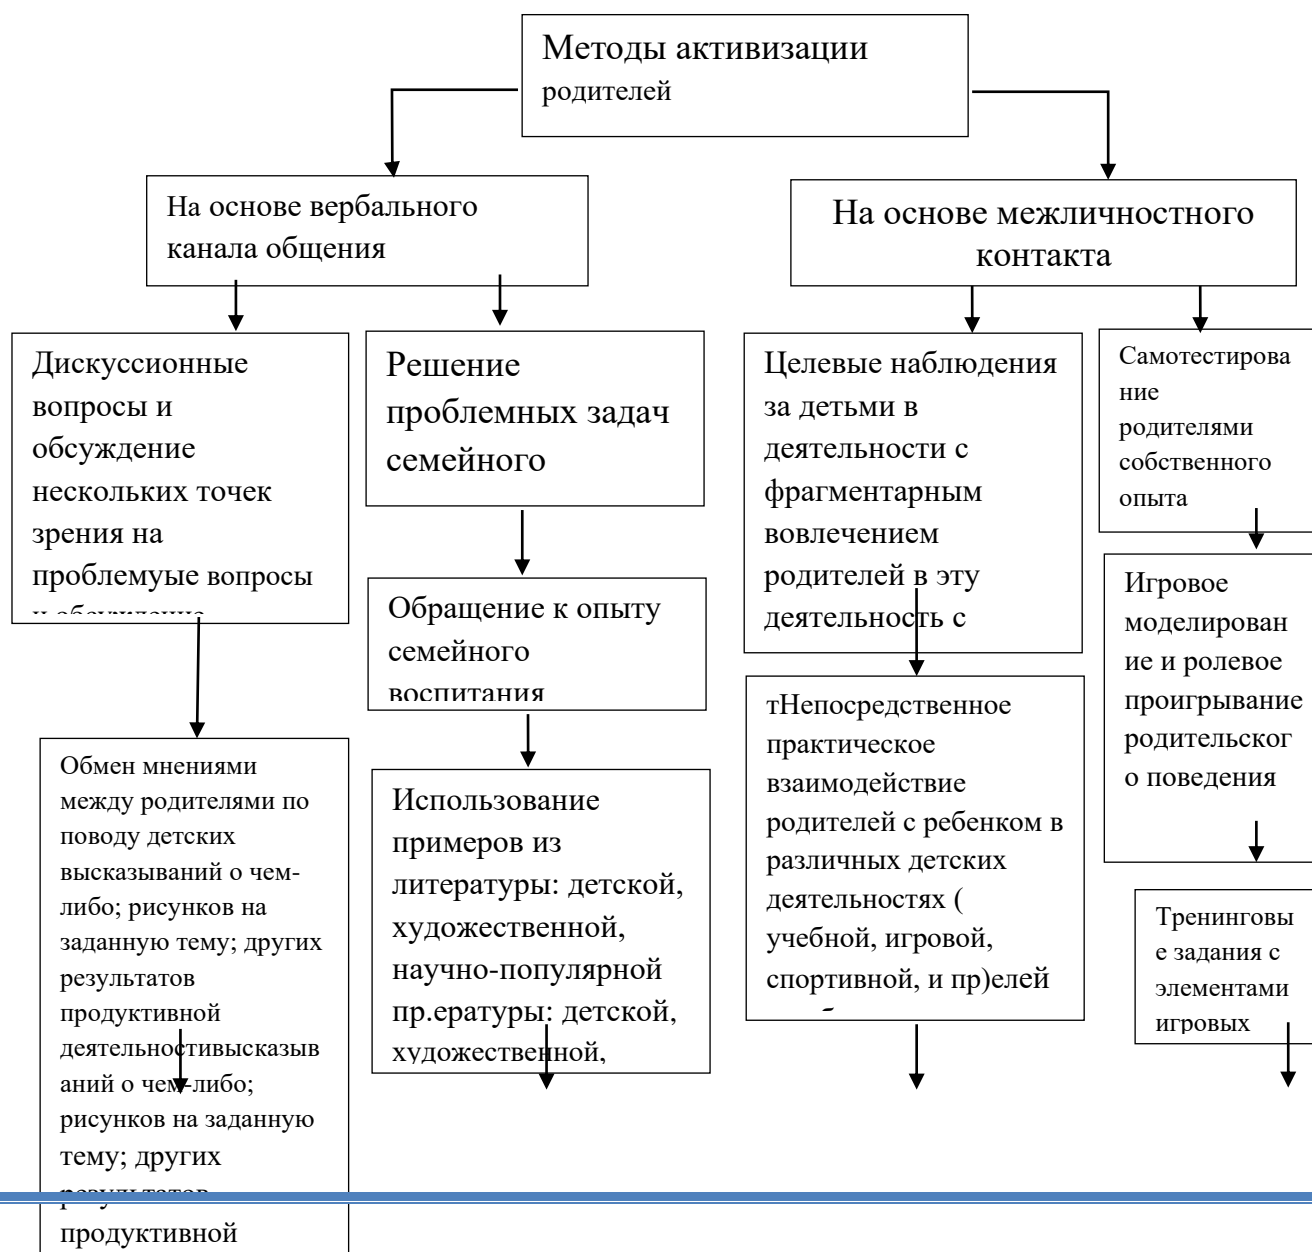 Методы активизации
родителей
На основе вербального
канала общения
На основе межличностного
контакта
Дискуссионные
вопросы и
обсуждение
нескольких точек
зрения на
проблемуые вопросы
и обсуждение
Решение
проблемных задач
семейного
Целевые наблюдения
за детьми в
деятельности с
фрагментарным
вовлечением
родителей в эту
деятельность с
Самотестирова
ние
родителями
собственного
опыта
Обращение к опыту
семейного
воспитания
Игровое
моделирован
ие и ролевое
проигрывание
родительског
о поведения
тНепосредственное
практическое
взаимодействие
родителей с ребенком в
различных детских
деятельностях (
учебной, игровой,
спортивной, и пр)елей
Обмен мнениями
между родителями по
поводу детских
высказываний о чем-
либо; рисунков на
заданную тему; других
результатов
продуктивной
деятельностивысказыв
аний о чем-либо;
рисунков на заданную
тему; других
результатов
продуктивной
Использование
примеров из
литературы: детской,
художественной,
научно-популярной
пр.ературы: детской,
художественной,
Тренинговы
е задания с
элементами
игровых